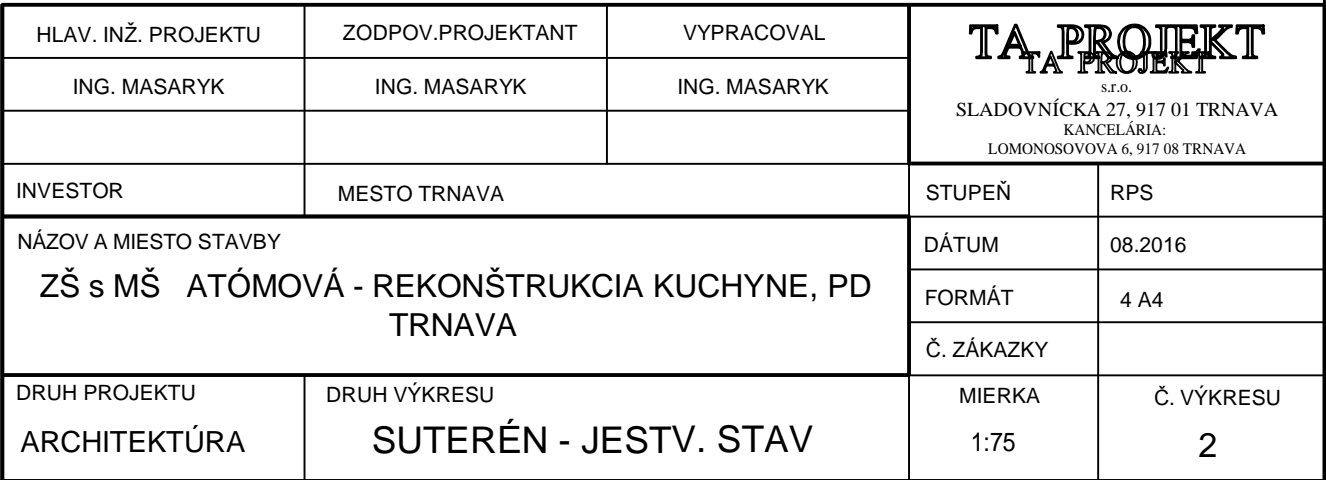 HLAV. INŽ. PROJEKTU
ZODPOV.PROJEKTANT
VYPRACOVAL
ING. MASARYK
ING. MASARYK
ING. MASARYK
TA PROJEKT
TA PROJEKT
s.r.o.
SLADOVNÍCKA 27, 917 01 TRNAVA
KANCELÁRIA:
LOMONOSOVOVA 6, 917 08 TRNAVA
INVESTOR
MESTO TRNAVA
STUPEŇ
RPS
NÁZOV A MIESTO STAVBY
ZŠ s MŠ ATÓMOVÁ - REKONŠTRUKCIA KUCHYNE, PD
TRNAVA
DÁTUM
08.2016
FORMÁT
4 A4
Č. ZÁKAZKY
DRUH PROJEKTU
ARCHITEKTÚRA
DRUH VÝKRESU
SUTERÉN - JESTV. STAV
MIERKA
1:75
Č. VÝKRESU
2